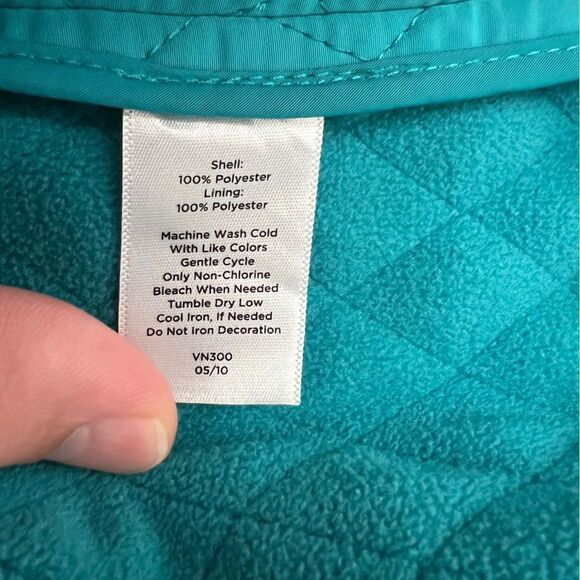 Shell:
100% Polyester
Lining:
100% Polyester
Machine Wash Cold
With Like Colors
Gentle Cycle
Only Non-Chlorine
Bleach When Needed
Tumble Dry Low
Cool Iron, If Needed
Do Not Iron Decoration
VN300
05/10